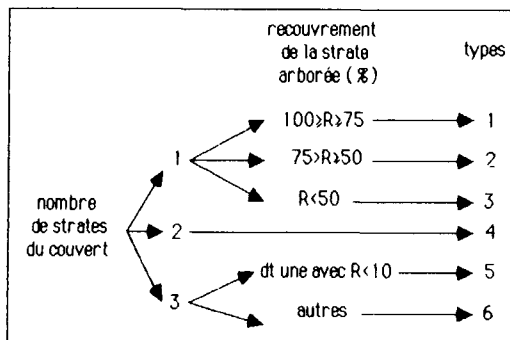 recouvrement
de la strate
arborée (%)
types
100≥R≥75
1
1
75>R≥50
2
R<50
3
nombre
de strates
du couvert
2
4
3
dt une avec R<10
5
autres
6